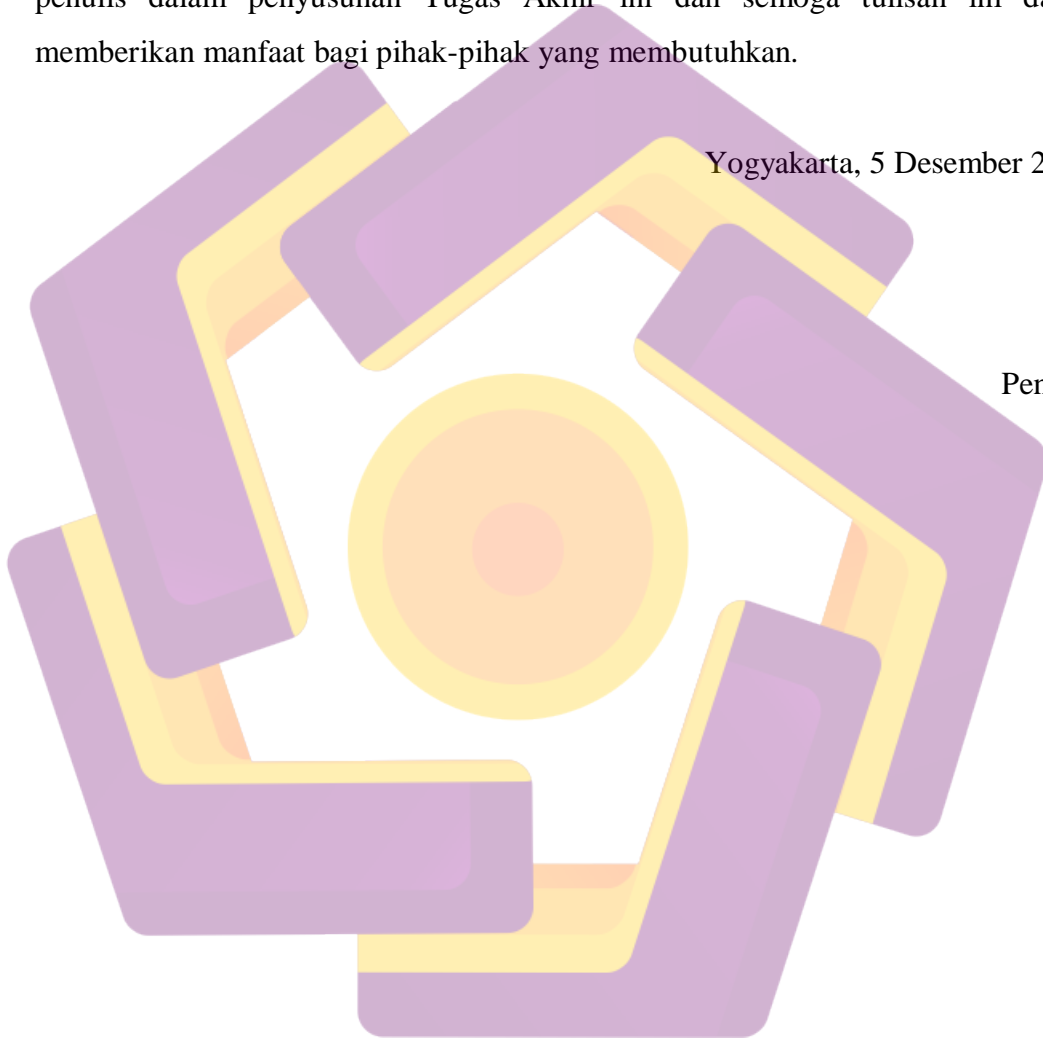 penulis dalam penyusunan Tugas Akhir ini dan semoga tulisan ini da
memberikan manfaat bagi pihak-pihak yang membutuhkan.
Yogyakarta, 5 Desember 2
Pen